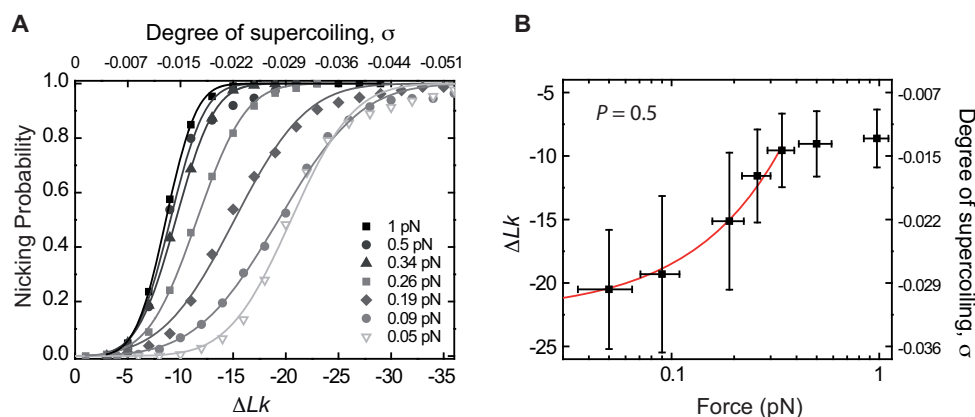 A
Degree of supercoiling, σ
0 -0.007 -0.015 -0.022 -0.029 -0.036 -0.044 -0.051
Nicking Probability
1.0
0.8
0.6
0.4
0.2
0.0
1 pN
0.5 pN
0.34 pN
0.26 pN
0.19 pN
0.09 pN
0.05 pN
0 -5 -10 -15 -20 -25 -30 -35
ΔLk
B
P = 0.5
ΔLk
-5
-10
-15
-20
-25
-0.007
-0.015
-0.022
-0.029
-0.036
Degree of supercoiling, σ
0.1 1
Force (pN)